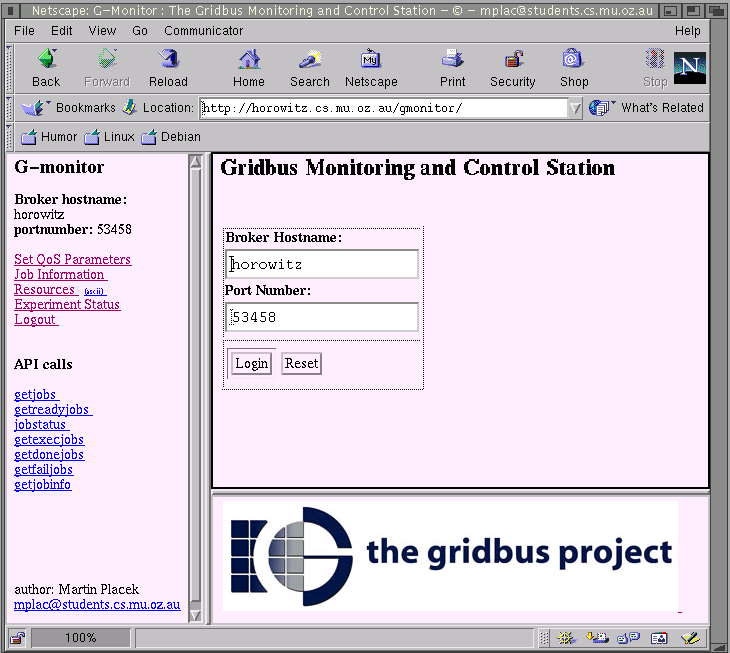 Netscape: G-Monitor : The Gridbus Monitoring and Control Station - © - mplac@students.cs.mu.oz.au
File Edit View Go Communicator Help
Back Forward Reload Home Search My Netscape Print Security Shop Stop N
Bookmarks Location: http://horowitz.cs.mu.oz.au/gmonitor/ What's Related
Humor Linux Debian
G-monitor
Broker hostname:
horowitz
portnumber: 53458
Set QoS Parameters
Job Information
Resources (ascii)
Experiment Status
Logout
API calls
getjobs
getreadyjobs
jobstatus
getexecjobs
getdonejobs
getfailjobs
getjobinfo
author: Martin Placek
mplac@students.cs.mu.oz.au
Gridbus Monitoring and Control Station
Broker Hostname:
horowitz
Port Number:
53458
Login Reset
the gridbus project
100%